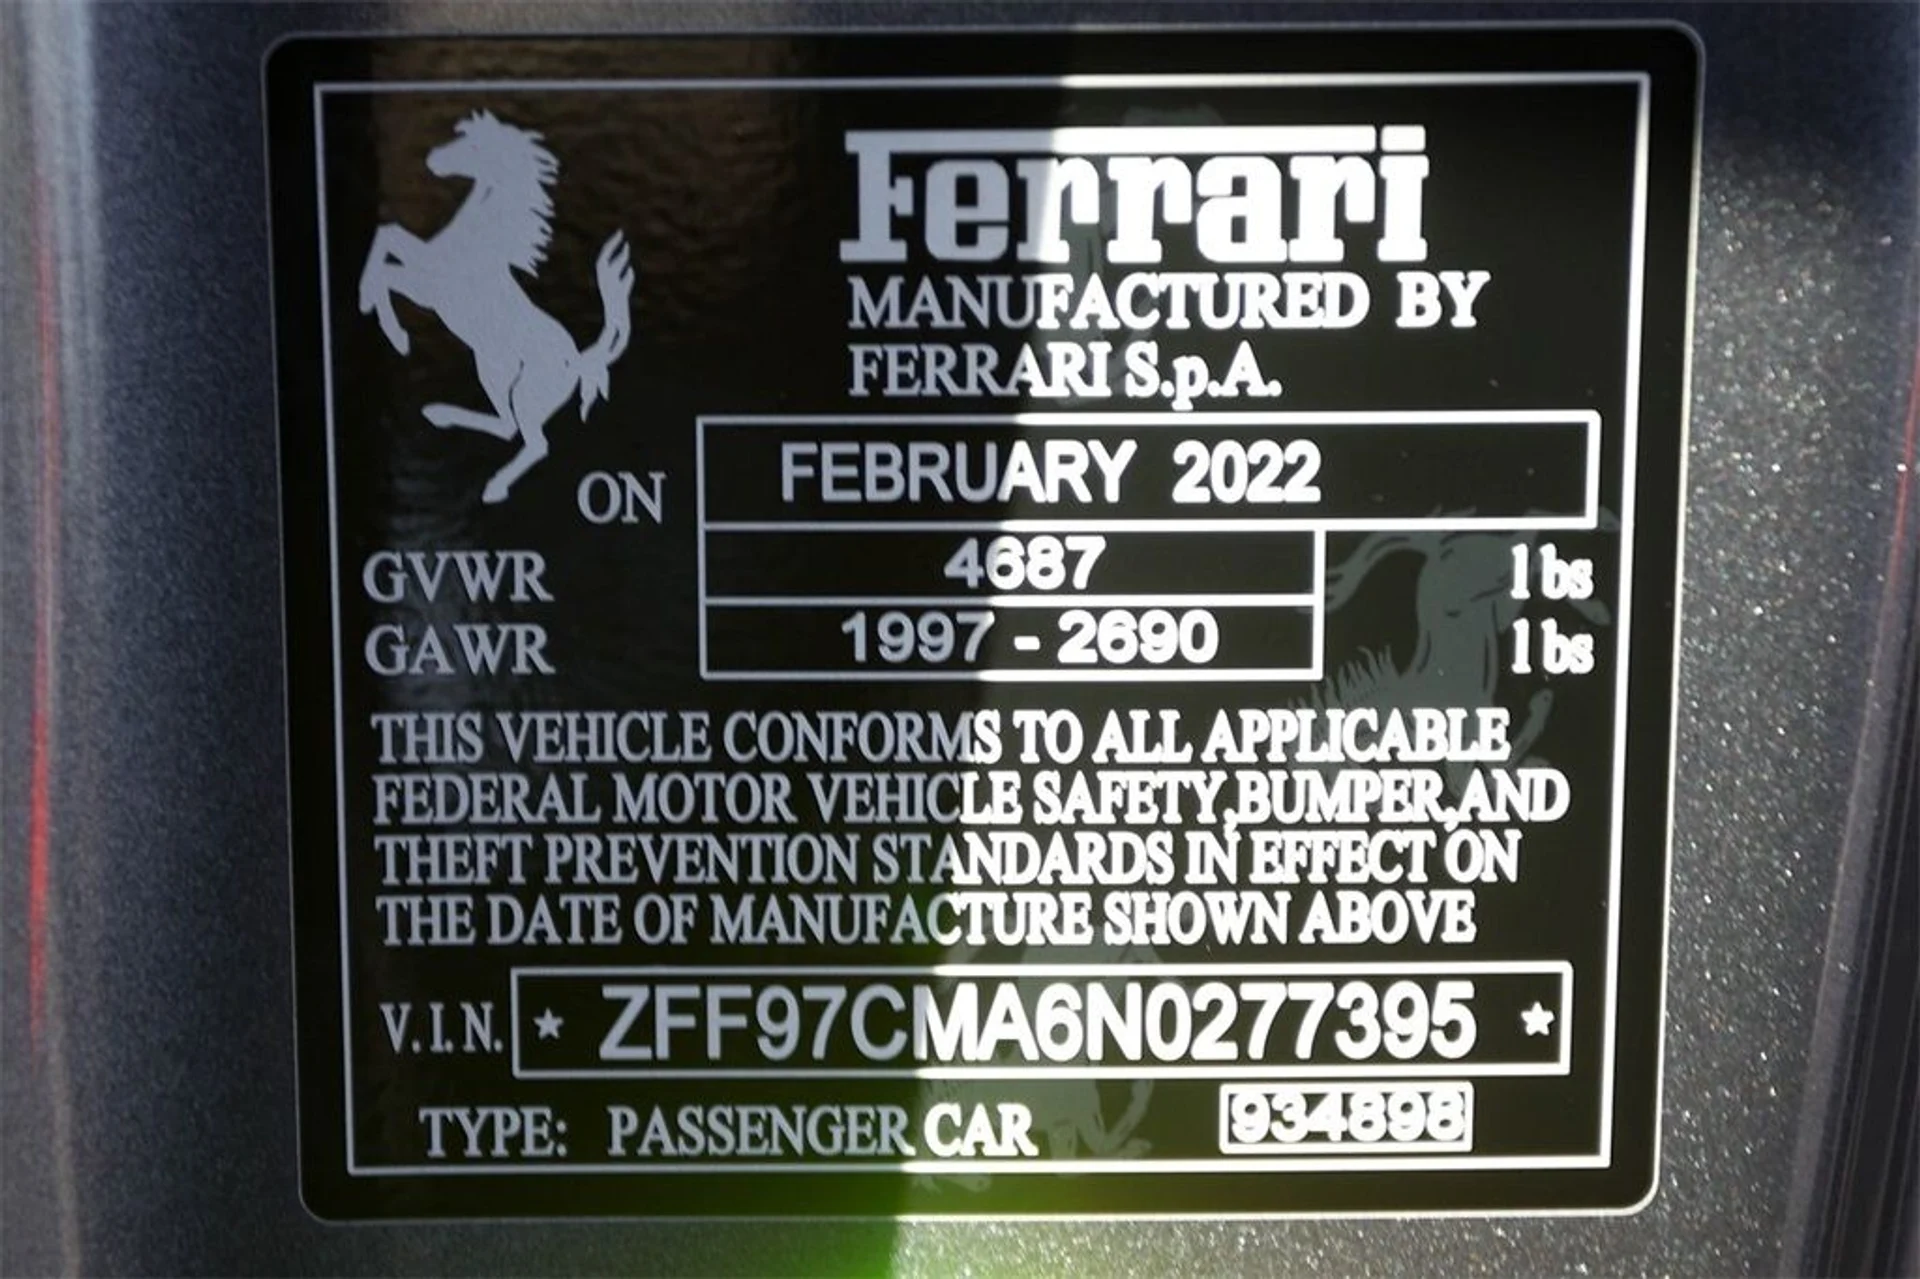 Ferrari
MANUFACTURED BY
FERRARI S.p.A.
ON FEBRUARY 2022
GVWR 4687 lbs
GAWR 1997 - 2690 lbs
THIS VEHICLE CONFORMS TO ALL APPLICABLE
FEDERAL MOTOR VEHICLE SAFETY,BUMPER,AND
THEFT PREVENTION STANDARDS IN EFFECT ON
THE DATE OF MANUFACTURE SHOWN ABOVE
V.I.N. ★ ZFF97CMA6N0277395 ★
TYPE: PASSENGER CAR 934898